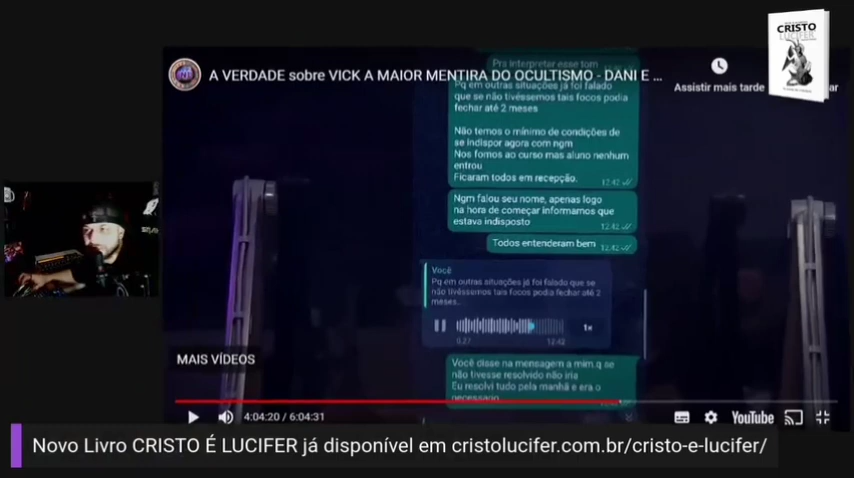 CRISTO
LUCIFER
A VERDADE sobre VICK A MAIOR MENTIRA DO OCULTISMO - DANI E ...
Assistir mais tarde
ar
Pra interpretar esse tom
Pq em outras situações já foi falado
que se não tivéssemos tais focos podia
fechar até 2 meses
Não temos o mínimo de condições de
se indispor agora com ngm
Nos fomos ao curso mas aluno nenhum
entrou
Ficaram todos em recepção.
12:42
Ngm falou seu nome, apenas logo
na hora de começar informamos que
estava indisposto
12:42
Todos entenderam bem 12:42
Você
Pq em outras situações já foi falado que se
não tivéssemos tais focos podia fechar até 2
meses.
1x
0:27 12:42
Você disse na mensagem a mim.q se
não tivesse resolvido não iria
Eu resolvi tudo pela manhã e era o
necessario
MAIS VÍDEOS
4:04:20 / 6:04:31
YouTube
Novo Livro CRISTO É LUCIFER já disponível em cristolucifer.com.br/cristo-e-lucifer/